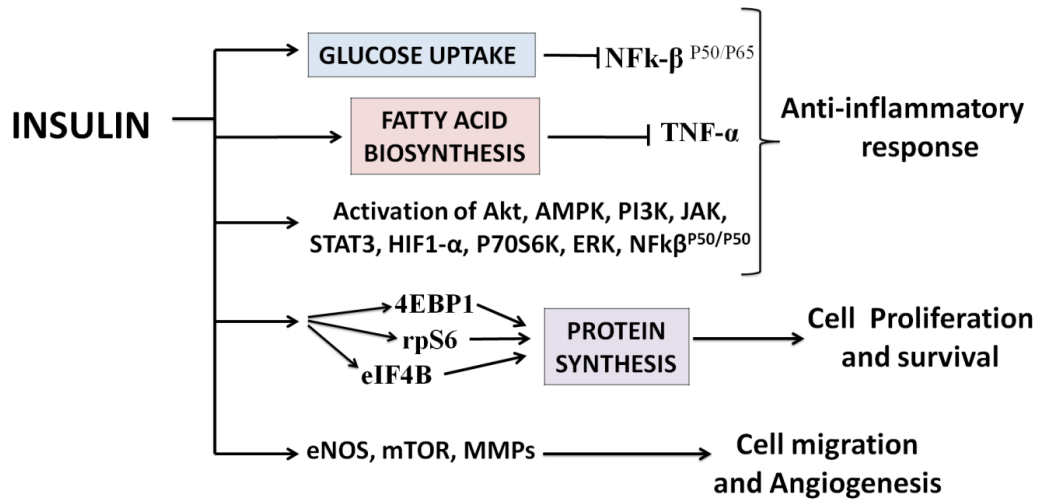 INSULIN
GLUCOSE UPTAKE
NFk-β P50/P65
FATTY ACID
BIOSYNTHESIS
TNF-α
Anti-inflammatory
response
Activation of Akt, AMPK, PI3K, JAK,
STAT3, HIF1-α, P70S6K, ERK, NFkβP50/P50
4EBP1
rpS6
eIF4B
PROTEIN
SYNTHESIS
Cell Proliferation
and survival
eNOS, mTOR, MMPs
Cell migration
and Angiogenesis